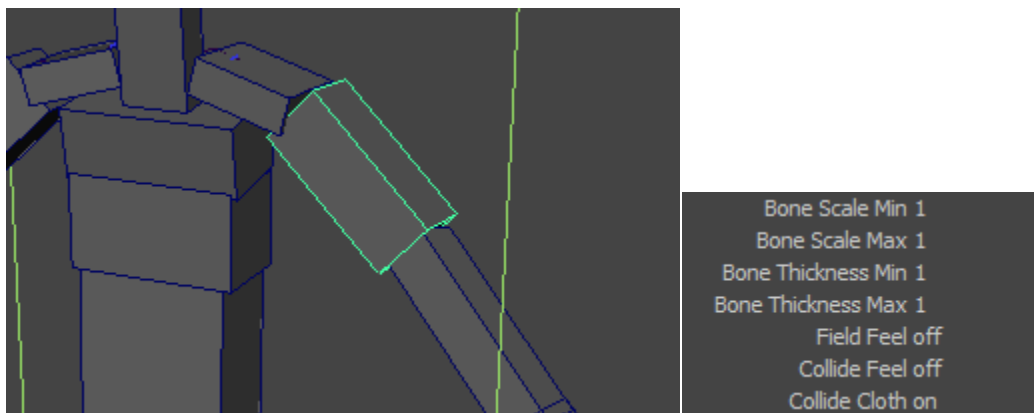 Bone Scale Min 1
Bone Scale Max 1
Bone Thickness Min 1
Bone Thickness Max 1
Field Feel off
Collide Feel off
Collide Cloth on